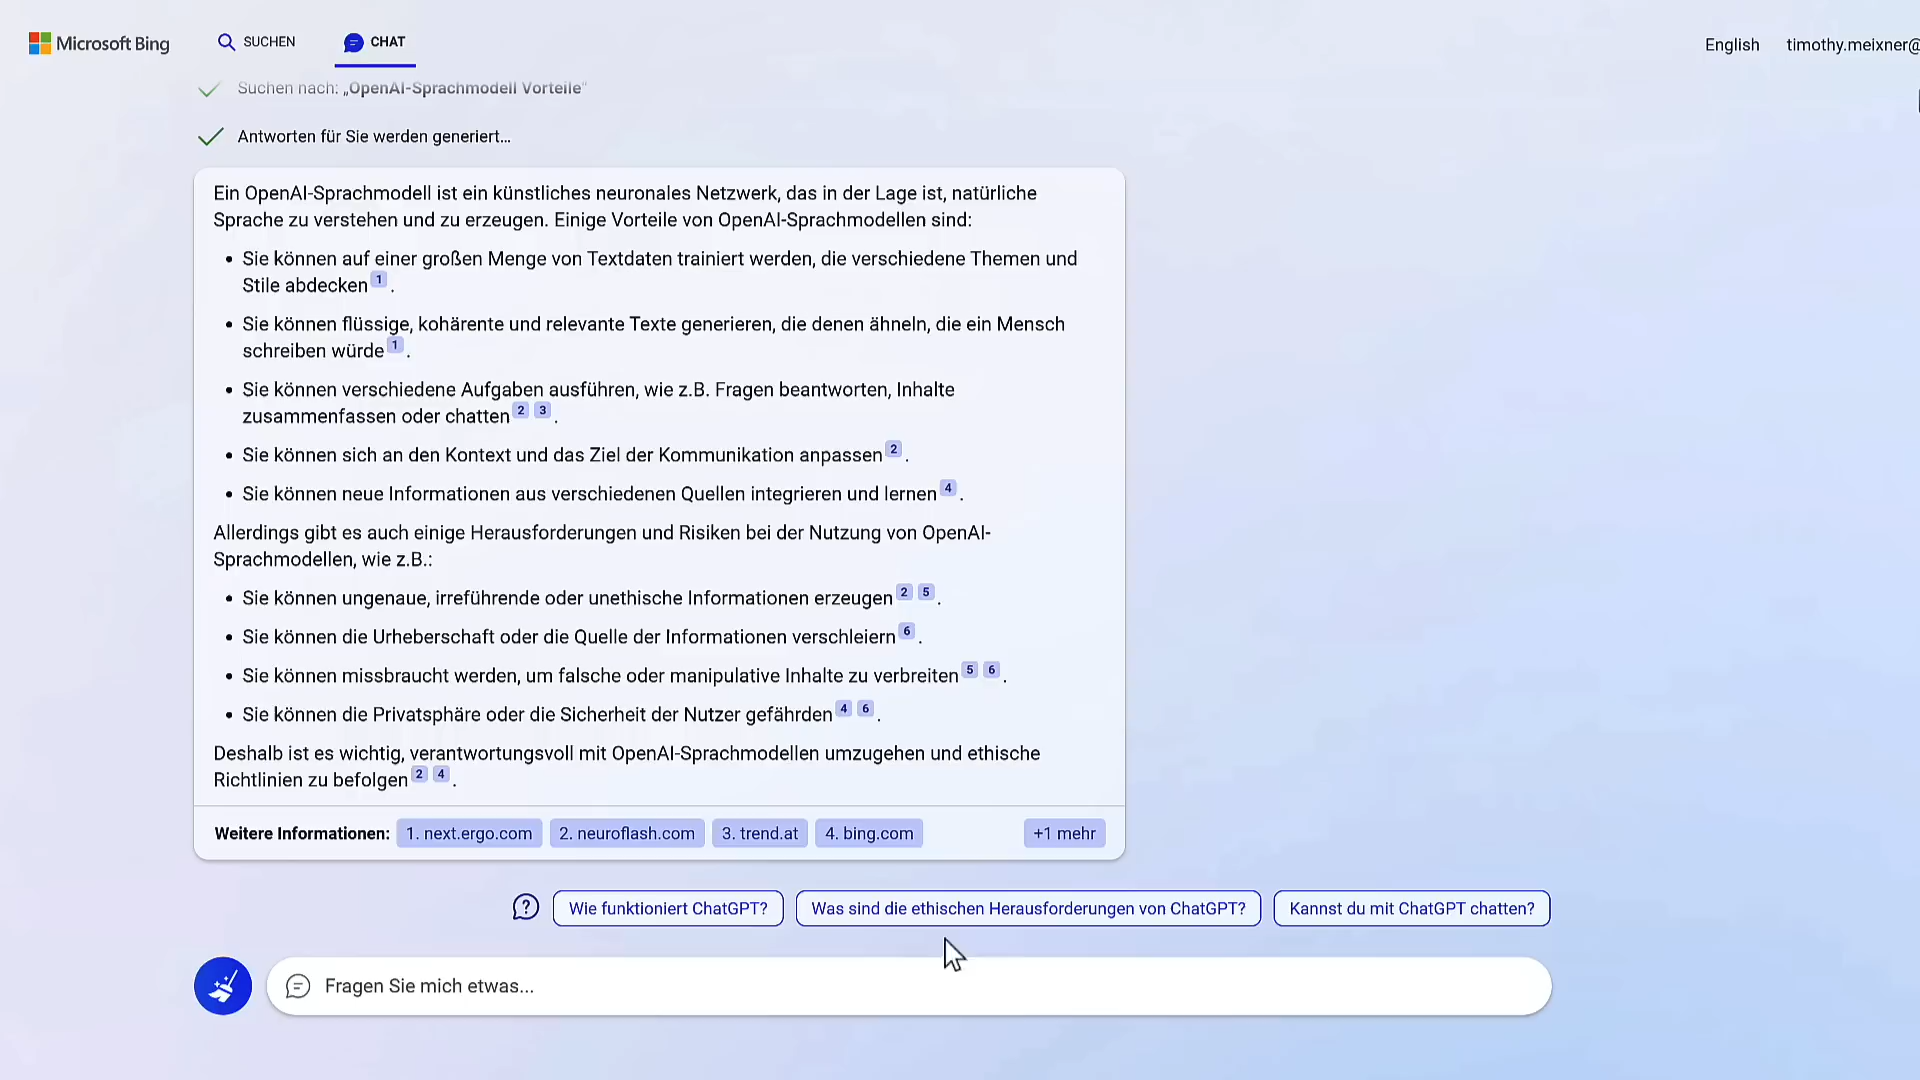 Microsoft Bing
SUCHEN
CHAT
English
timothy.meixner@
Suchen nach: „OpenAI-Sprachmodell Vorteile“
Antworten für Sie werden generiert...
Ein OpenAI-Sprachmodell ist ein künstliches neuronales Netzwerk, das in der Lage ist, natürliche
Sprache zu verstehen und zu erzeugen. Einige Vorteile von OpenAI-Sprachmodellen sind:
• Sie können auf einer großen Menge von Textdaten trainiert werden, die verschiedene Themen und
Stile abdecken 1 .
• Sie können flüssige, kohärente und relevante Texte generieren, die denen ähneln, die ein Mensch
schreiben würde 1 .
• Sie können verschiedene Aufgaben ausführen, wie z.B. Fragen beantworten, Inhalte
zusammenfassen oder chatten 2 3 .
• Sie können sich an den Kontext und das Ziel der Kommunikation anpassen 2 .
• Sie können neue Informationen aus verschiedenen Quellen integrieren und lernen 4 .
Allerdings gibt es auch einige Herausforderungen und Risiken bei der Nutzung von OpenAI-
Sprachmodellen, wie z.B.:
• Sie können ungenaue, irreführende oder unethische Informationen erzeugen 2 5 .
• Sie können die Urheberschaft oder die Quelle der Informationen verschleiern 6 .
• Sie können missbraucht werden, um falsche oder manipulative Inhalte zu verbreiten 5 6 .
• Sie können die Privatsphäre oder die Sicherheit der Nutzer gefährden 4 6 .
Deshalb ist es wichtig, verantwortungsvoll mit OpenAI-Sprachmodellen umzugehen und ethische
Richtlinien zu befolgen 2 4 .
Weitere Informationen: 1. next.ergo.com 2. neuroflash.com 3. trend.at 4. bing.com +1 mehr
Wie funktioniert ChatGPT? Was sind die ethischen Herausforderungen von ChatGPT? Kannst du mit ChatGPT chatten?
Fragen Sie mich etwas...